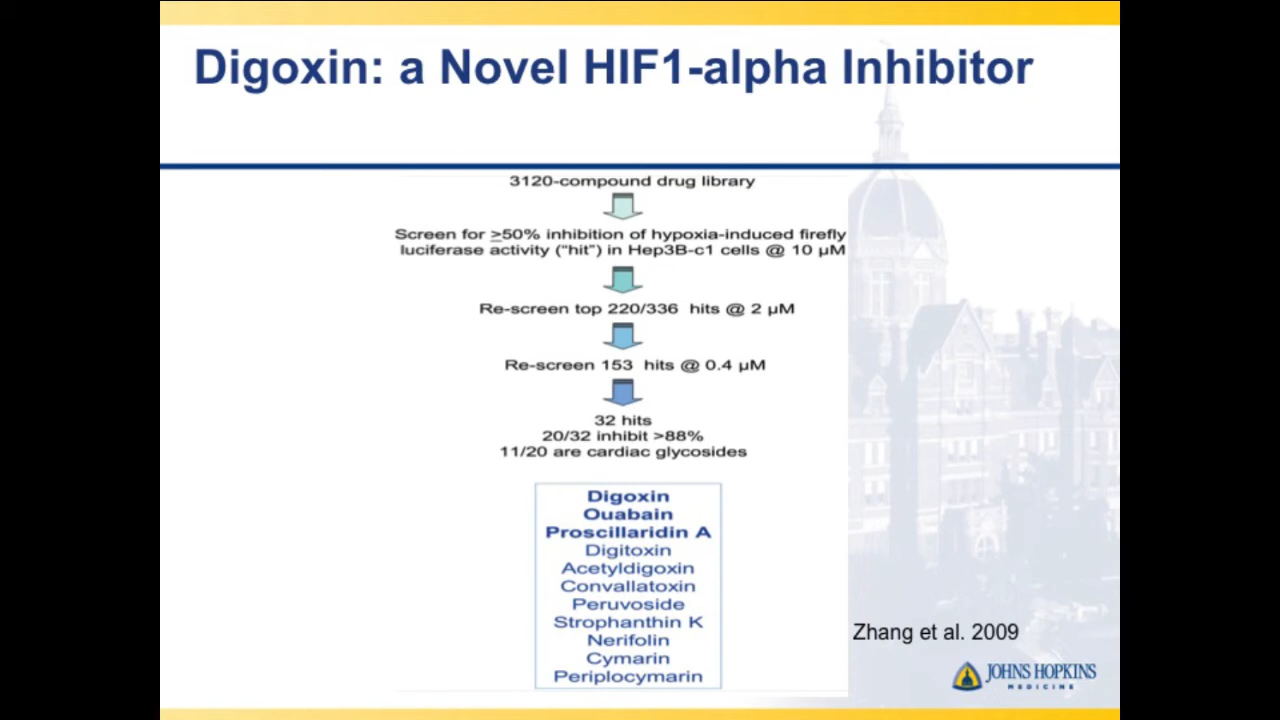 Digoxin: a Novel HIF1-alpha Inhibitor
3120-compound drug library
Screen for ≥50% inhibition of hypoxia-induced firefly
luciferase activity (“hit”) in Hep3B-c1 cells @ 10 µM
Re-screen top 220/336 hits @ 2 µM
Re-screen 153 hits @ 0.4 µM
32 hits
20/32 inhibit >88%
11/20 are cardiac glycosides
Digoxin
Ouabain
Proscillaridin A
Digitoxin
Acetyldigoxin
Convallatoxin
Peruvoside
Strophanthin K
Nerifolin
Cymarin
Periplocymarin
Zhang et al. 2009
JOHNS HOPKINS
MEDICINE